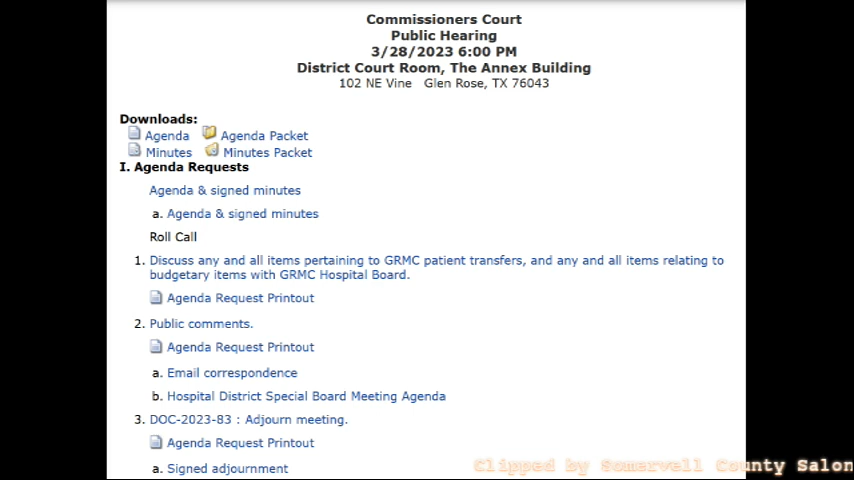 Commissioners Court
Public Hearing
3/28/2023 6:00 PM
District Court Room, The Annex Building
102 NE Vine Glen Rose, TX 76043
Downloads:
Agenda Agenda Packet
Minutes Minutes Packet
I. Agenda Requests
Agenda & signed minutes
a. Agenda & signed minutes
Roll Call
1. Discuss any and all items pertaining to GRMC patient transfers, and any and all items relating to
budgetary items with GRMC Hospital Board.
Agenda Request Printout
2. Public comments.
Agenda Request Printout
a. Email correspondence
b. Hospital District Special Board Meeting Agenda
3. DOC-2023-83 : Adjourn meeting.
Agenda Request Printout
a. Signed adjournment
Clipped by Somervell County Salon